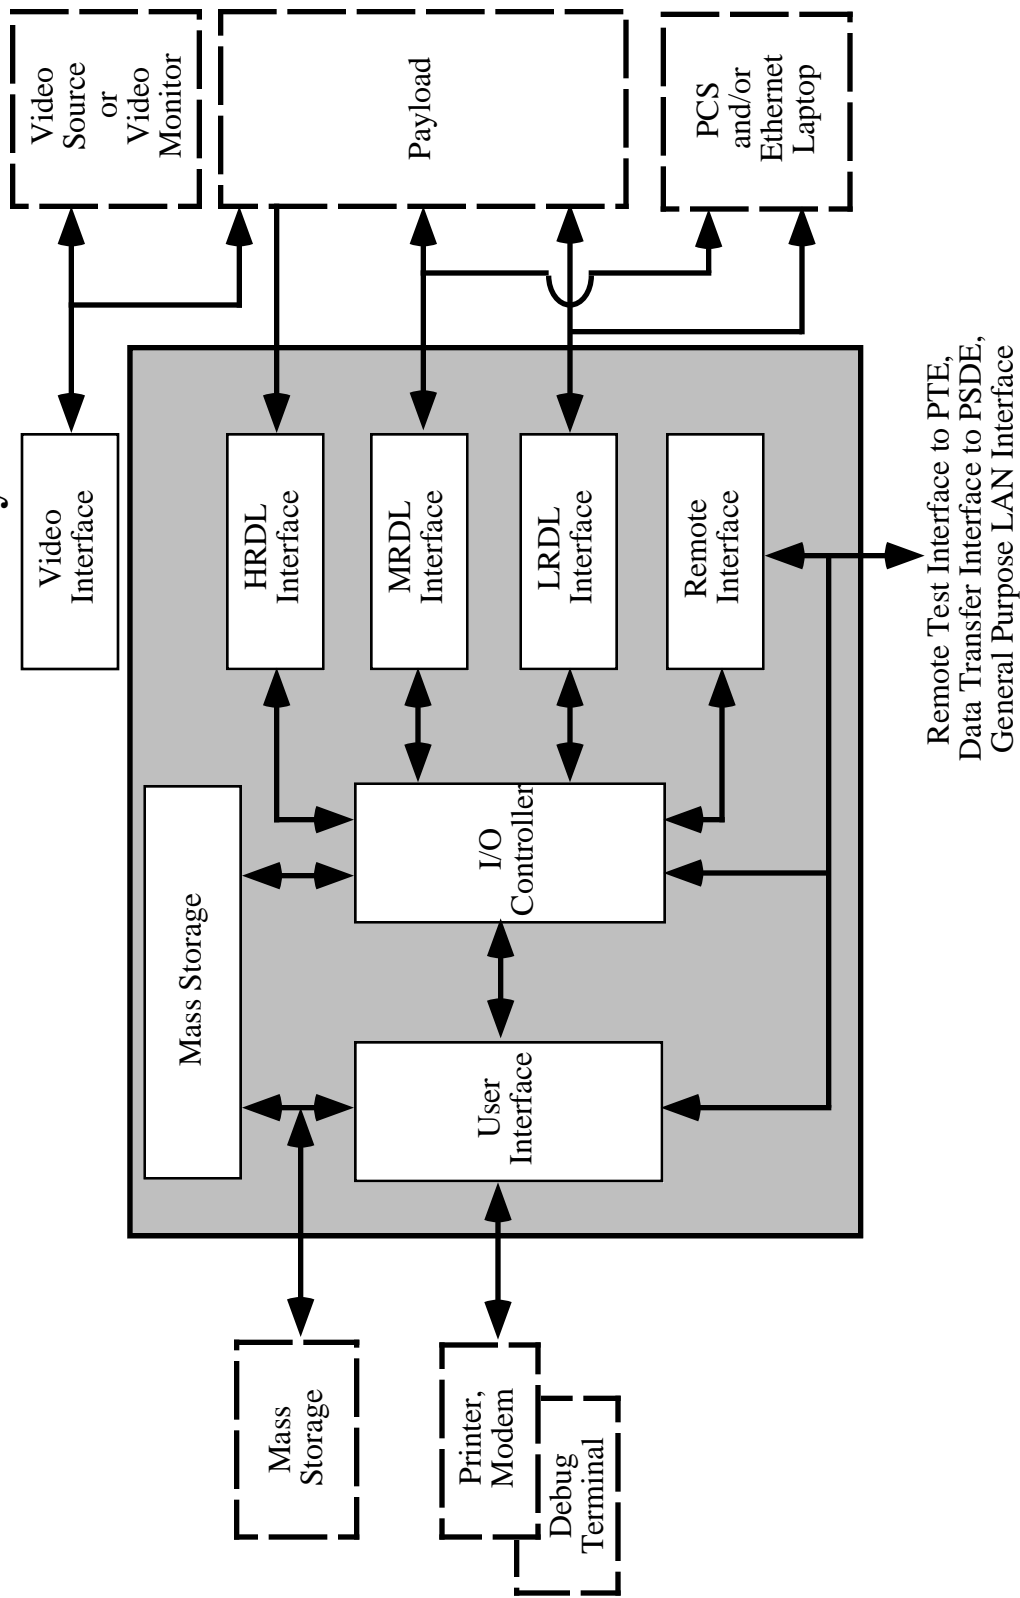 Video
Interface
Video
Source
or
Video
Monitor
Mass Storage
Mass
Storage
HRDL
Interface
Payload
MRDL
Interface
Printer,
Modem
User
Interface
I/O
Controller
LRDL
Interface
Debug
Terminal
Remote
Interface
PCS
and/or
Ethernet
Laptop
Remote Test Interface to PTE,
Data Transfer Interface to PSDE,
General Purpose LAN Interface